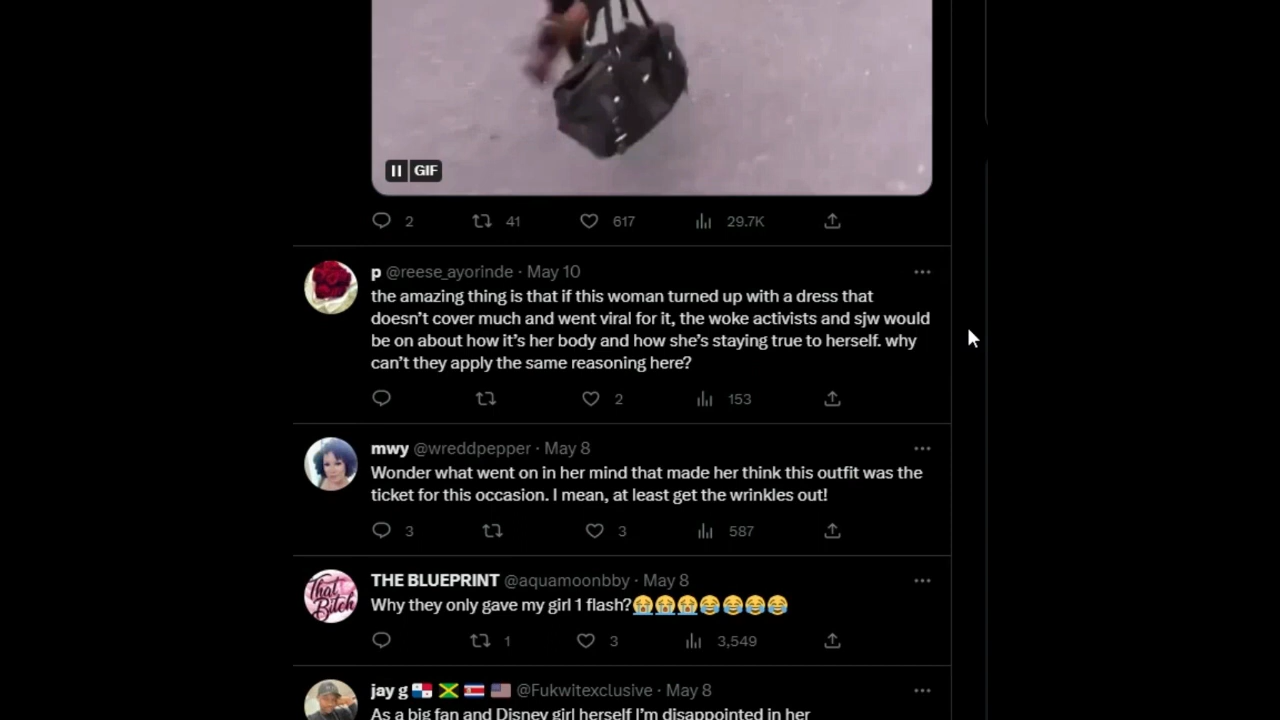 GIF
2 41 617 29.7K
p @reese_ayorinde · May 10
the amazing thing is that if this woman turned up with a dress that
doesn’t cover much and went viral for it, the woke activists and sjw would
be on about how it’s her body and how she’s staying true to herself. why
can’t they apply the same reasoning here?
2 153
mwy @wreddpepper · May 8
Wonder what went on in her mind that made her think this outfit was the
ticket for this occasion. I mean, at least get the wrinkles out!
3 3 587
That Bitch
THE BLUEPRINT @aquamoonbby · May 8
Why they only gave my girl 1 flash?😭😭😭😂😂😂😂
1 3 3,549
jay g 🇵🇦 🇯🇲 🇨🇷 🇺🇸 @Fukwitexclusive · May 8
As a big fan and Disney girl herself I’m disappointed in her